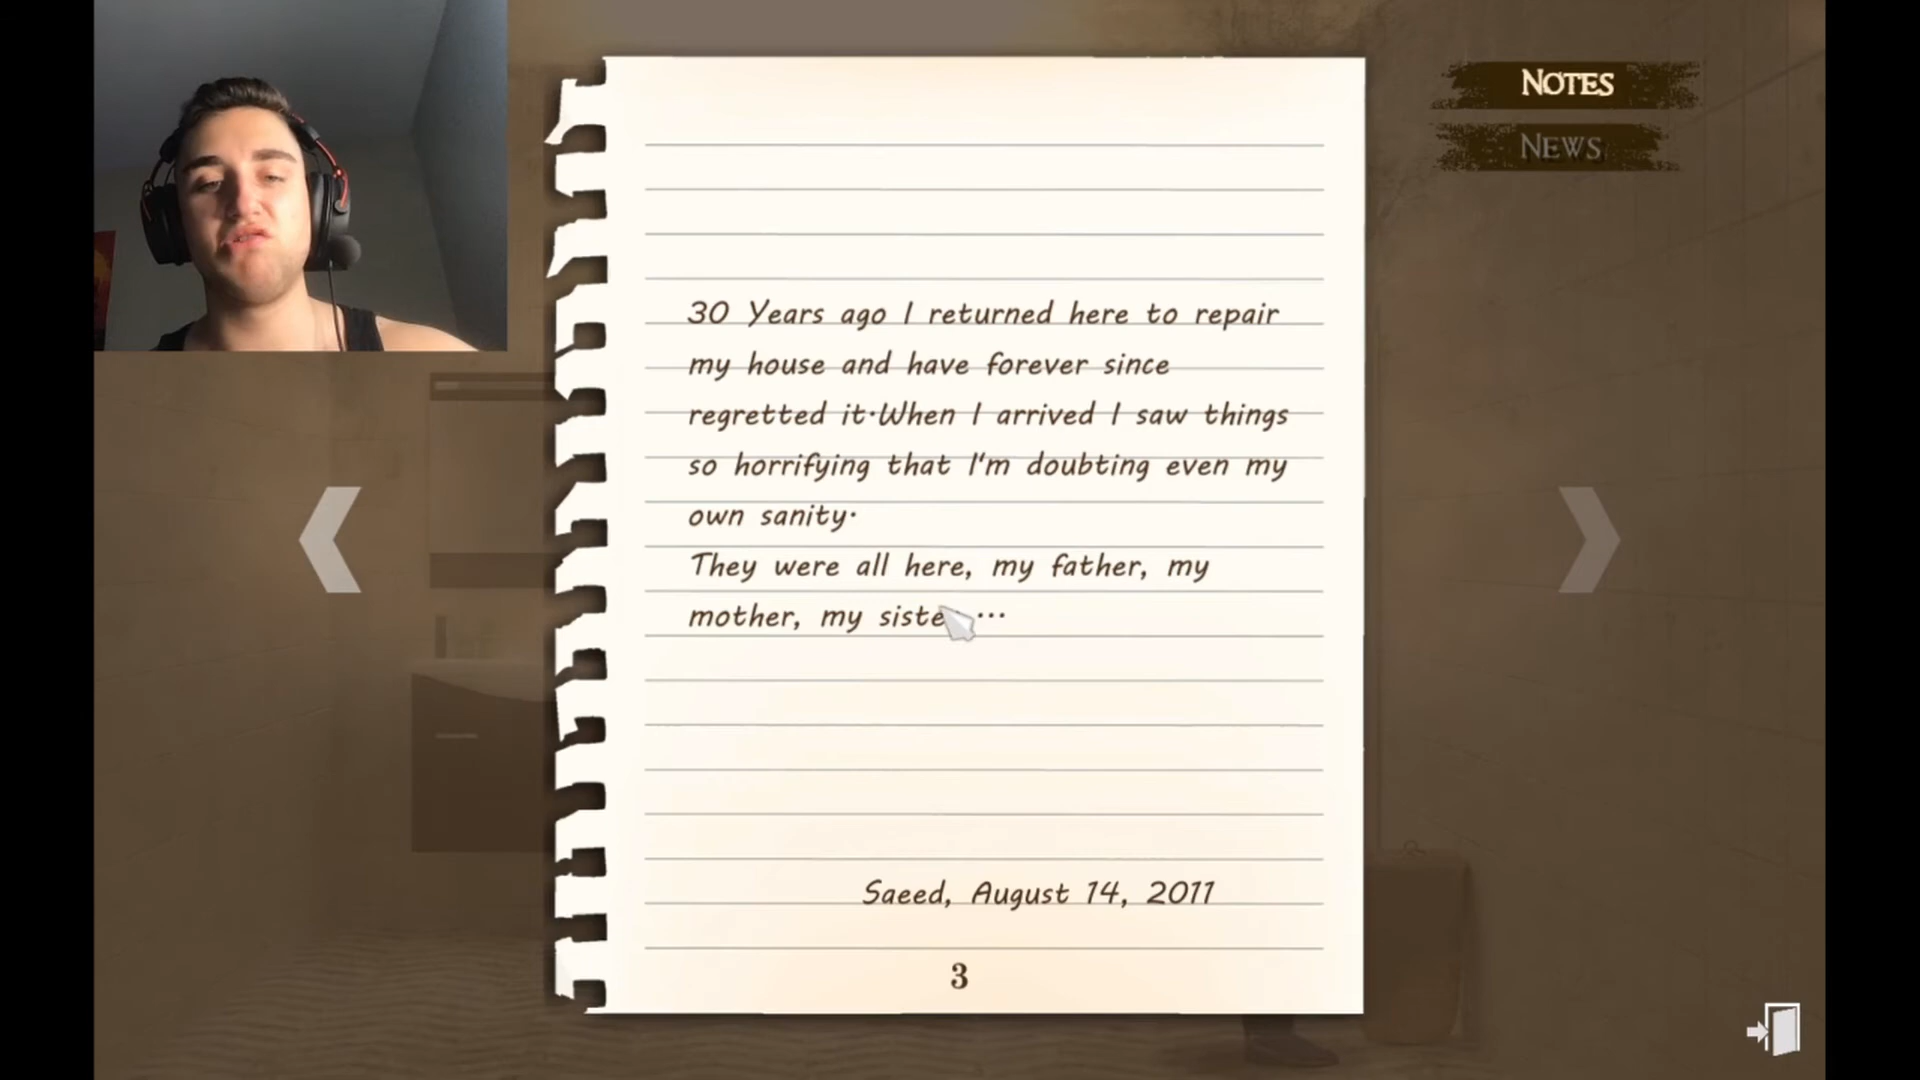 NOTES
NEWS
30 Years ago I returned here to repair
my house and have forever since
regretted it.When I arrived I saw things
so horrifying that I'm doubting even my
own sanity.
They were all here, my father, my
mother, my siste ...
Saeed, August 14, 2011
3